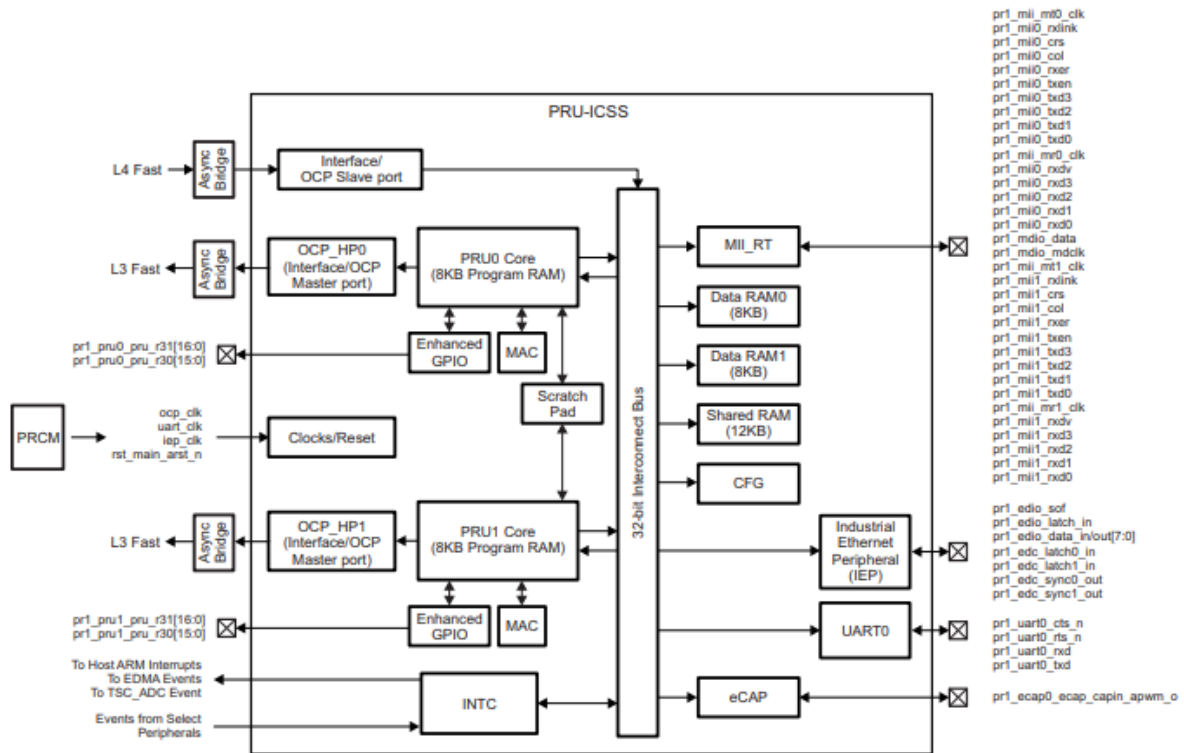 PRU-ICSS
L4 Fast
Async
Bridge
Interface/
OCP Slave port
L3 Fast
Async
Bridge
OCP_HP0
(Interface/OCP
Master port)
PRU0 Core
(8KB Program RAM)
pr1_pru0_pru_r31[16:0]
pr1_pru0_pru_r30[15:0]
Enhanced
GPIO
MAC
Scratch
Pad
PRCM
ocp_clk
uart_clk
iep_clk
rst_main_arst_n
Clocks/Reset
L3 Fast
Async
Bridge
OCP_HP1
(Interface/OCP
Master port)
PRU1 Core
(8KB Program RAM)
pr1_pru1_pru_r31[16:0]
pr1_pru1_pru_r30[15:0]
Enhanced
GPIO
MAC
To Host ARM Interrupts
To EDMA Events
To TSC_ADC Event
Events from Select
Peripherals
INTC
32-bit Interconnect Bus
MII_RT
Data RAM0
(8KB)
Data RAM1
(8KB)
Shared RAM
(12KB)
CFG
Industrial
Ethernet
Peripheral
(IEP)
UART0
eCAP
pr1_mii_mt0_clk
pr1_mii0_rxlink
pr1_mii0_crs
pr1_mii0_col
pr1_mii0_rxer
pr1_mii0_txen
pr1_mii0_txd3
pr1_mii0_txd2
pr1_mii0_txd1
pr1_mii0_txd0
pr1_mii_mr0_clk
pr1_mii0_rxdv
pr1_mii0_rxd3
pr1_mii0_rxd2
pr1_mii0_rxd1
pr1_mii0_rxd0
pr1_mdio_data
pr1_mdio_mdclk
pr1_mii_mt1_clk
pr1_mii1_rxlink
pr1_mii1_crs
pr1_mii1_col
pr1_mii1_rxer
pr1_mii1_txen
pr1_mii1_txd3
pr1_mii1_txd2
pr1_mii1_txd1
pr1_mii1_txd0
pr1_mii_mr1_clk
pr1_mii1_rxdv
pr1_mii1_rxd3
pr1_mii1_rxd2
pr1_mii1_rxd1
pr1_mii1_rxd0
pr1_edio_sof
pr1_edio_latch_in
pr1_edio_data_in/out[7:0]
pr1_edc_latch0_in
pr1_edc_latch1_in
pr1_edc_sync0_out
pr1_edc_sync1_out
pr1_uart0_cts_n
pr1_uart0_rts_n
pr1_uart0_rxd
pr1_uart0_txd
pr1_ecap0_ecap_capin_apwm_o